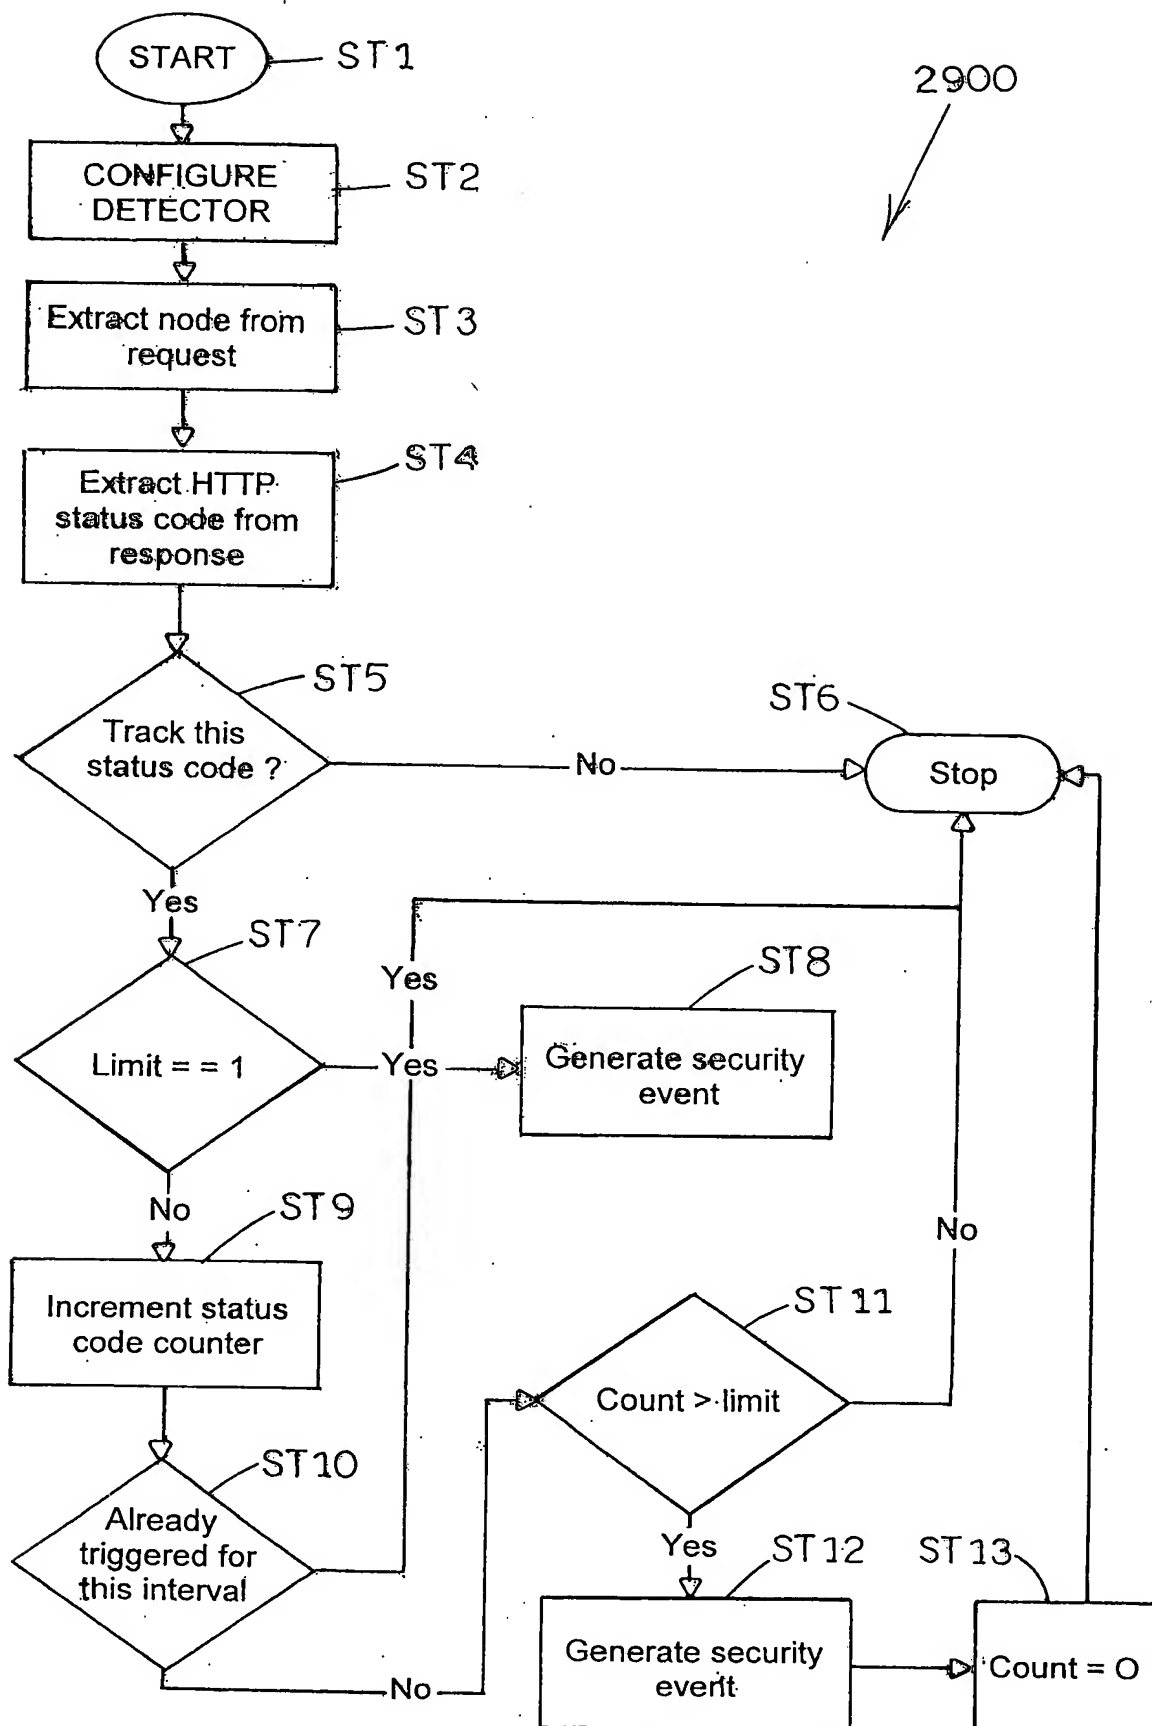 START
ST1
2900
CONFIGURE
DETECTOR
ST2
Extract node from
request
ST3
Extract HTTP
status code from
response
ST4
Track this
status code ?
ST5
No
ST6
Stop
Yes
ST7
Limit = = 1
Yes
Yes
ST8
Generate security
event
No
ST9
Increment status
code counter
No
ST10
Already
triggered for
this interval
ST11
Count > limit
Yes
ST12
ST13
Generate security
event
Count = O
No